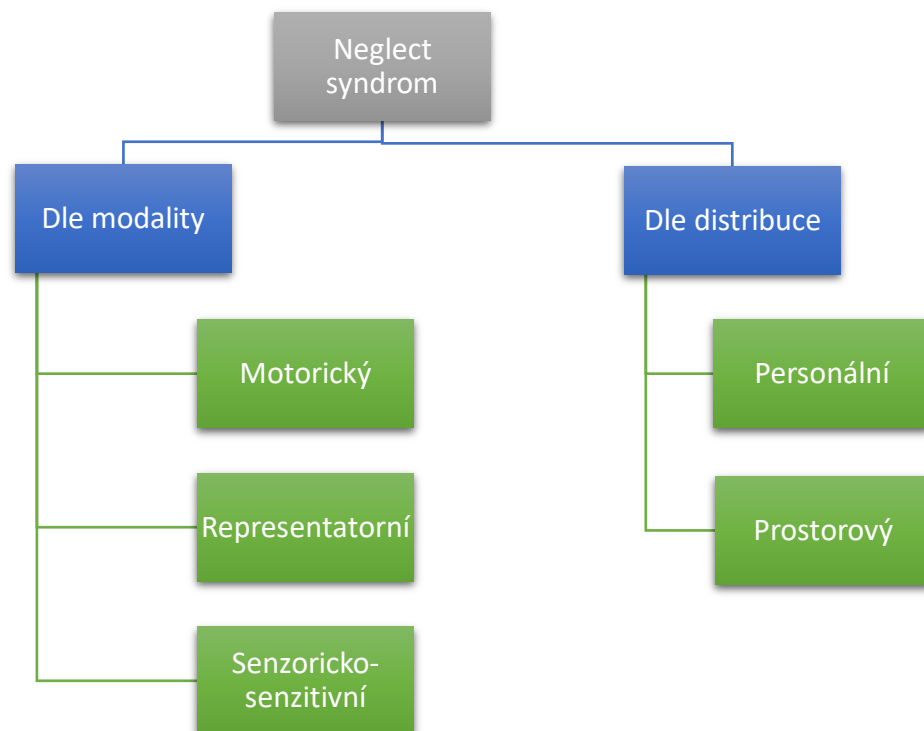 Neglect
syndrom
Dle modality
Dle distribuce
Motorický
Personální
Representatorní
Prostorový
Senzoricko-
senzitivní